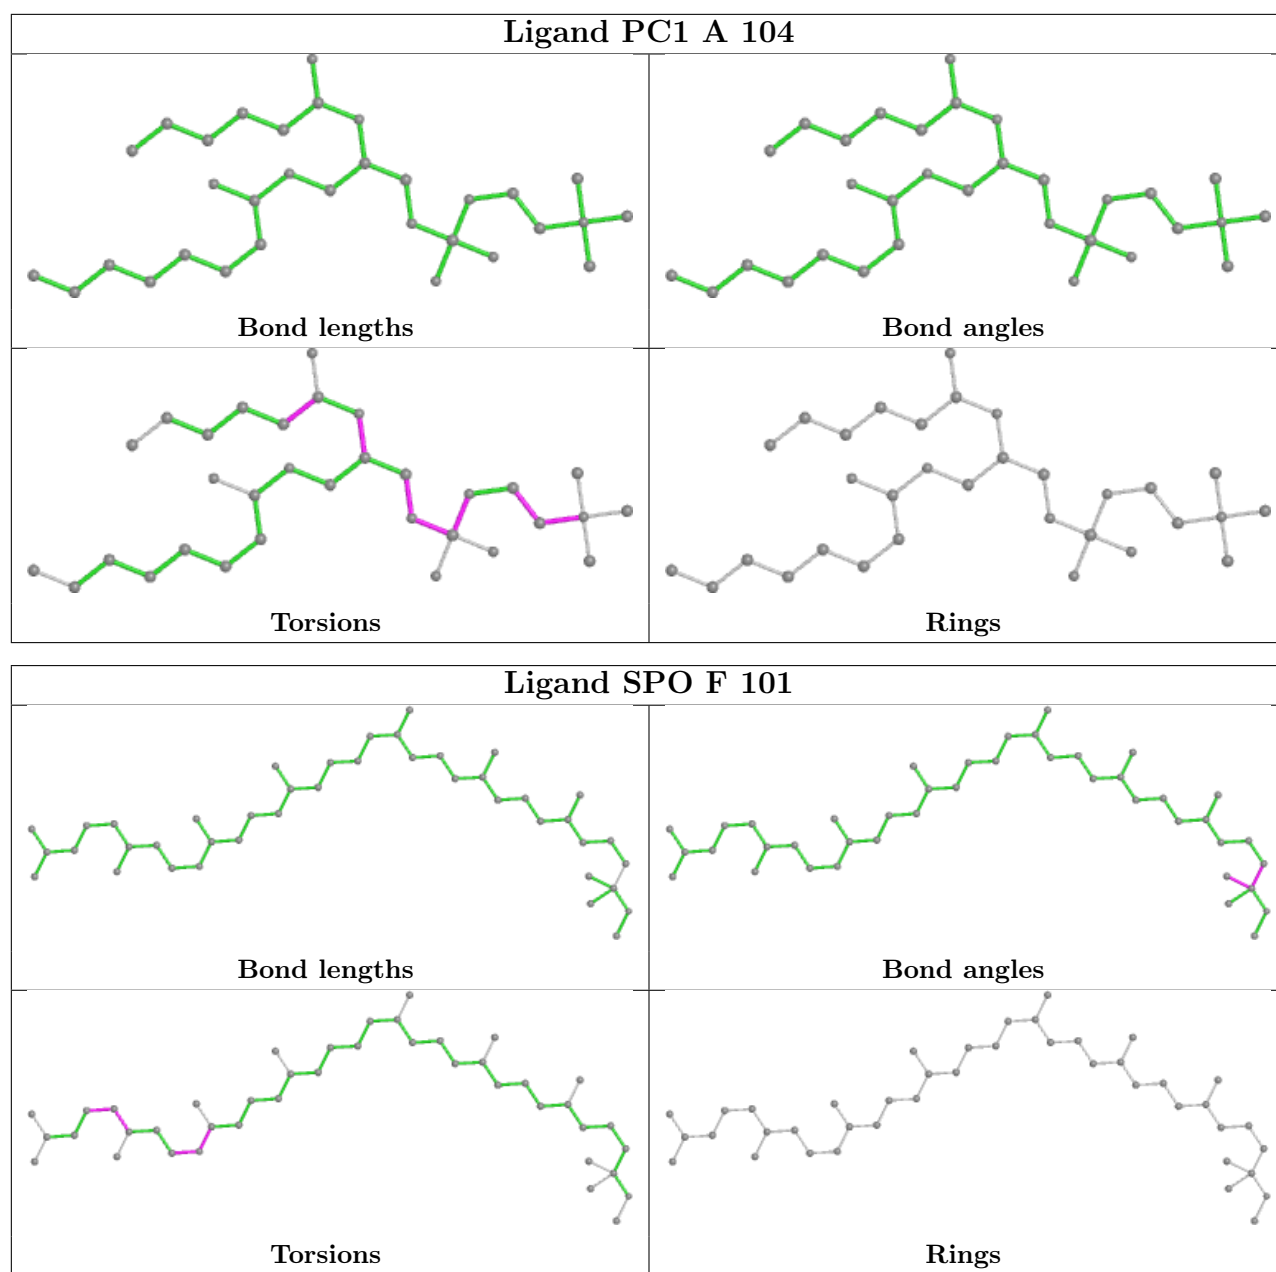 Ligand PC1 A 104
Bond lengths
Bond angles
Torsions
Rings
Ligand SPO F 101
Bond lengths
Bond angles
Torsions
Rings